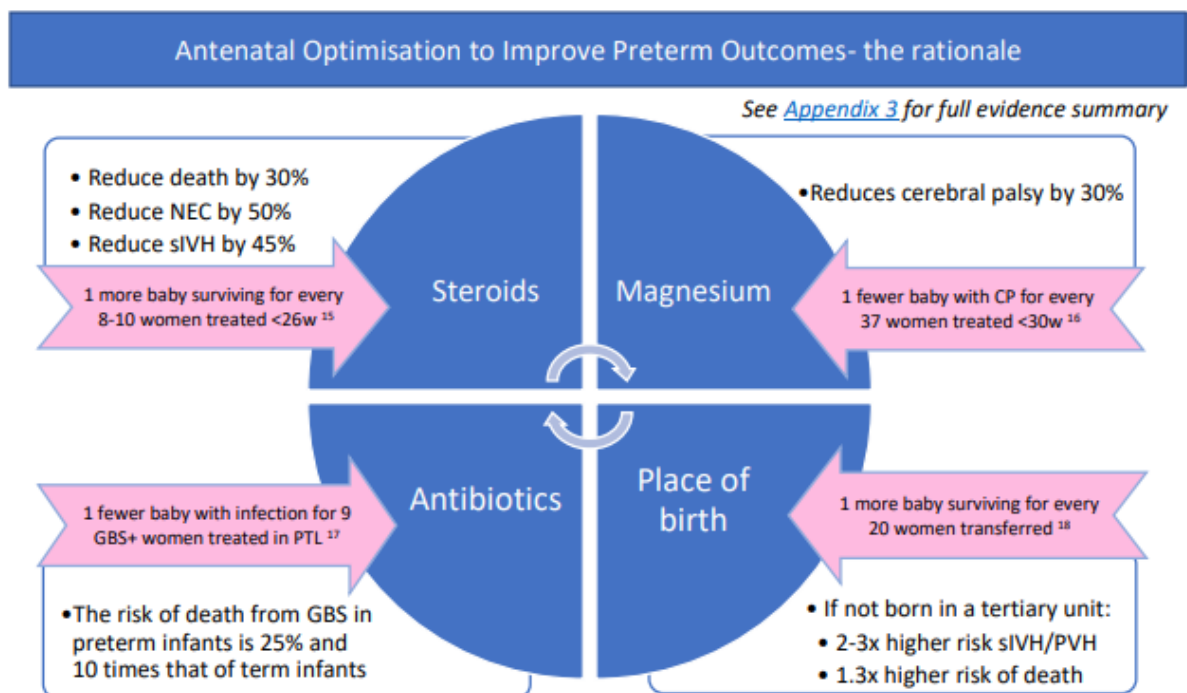 Antenatal Optimisation to Improve Preterm Outcomes- the rationale
See Appendix 3 for full evidence summary
• Reduce death by 30%
• Reduce NEC by 50%
• Reduce sIVH by 45%
1 more baby surviving for every
8-10 women treated <26w 15
Steroids
Magnesium
•Reduces cerebral palsy by 30%
1 fewer baby with CP for every
37 women treated <30w 16
1 fewer baby with infection for 9
GBS+ women treated in PTL 17
•The risk of death from GBS in
preterm infants is 25% and
10 times that of term infants
Antibiotics
Place of
birth
1 more baby surviving for every
20 women transferred 18
• If not born in a tertiary unit:
• 2-3x higher risk sIVH/PVH
• 1.3x higher risk of death